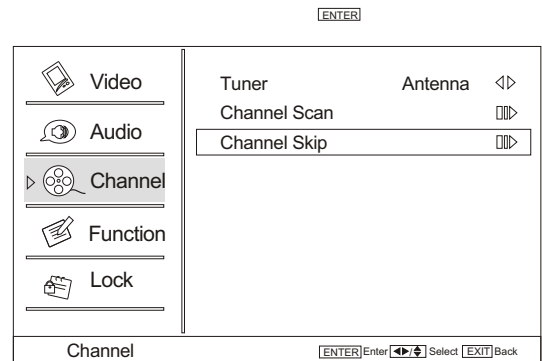 ENTER
Video
Audio
Channel
Function
Lock
Tuner Antenna
Channel Scan
Channel Skip
Channel
ENTER Enter / Select EXIT Back